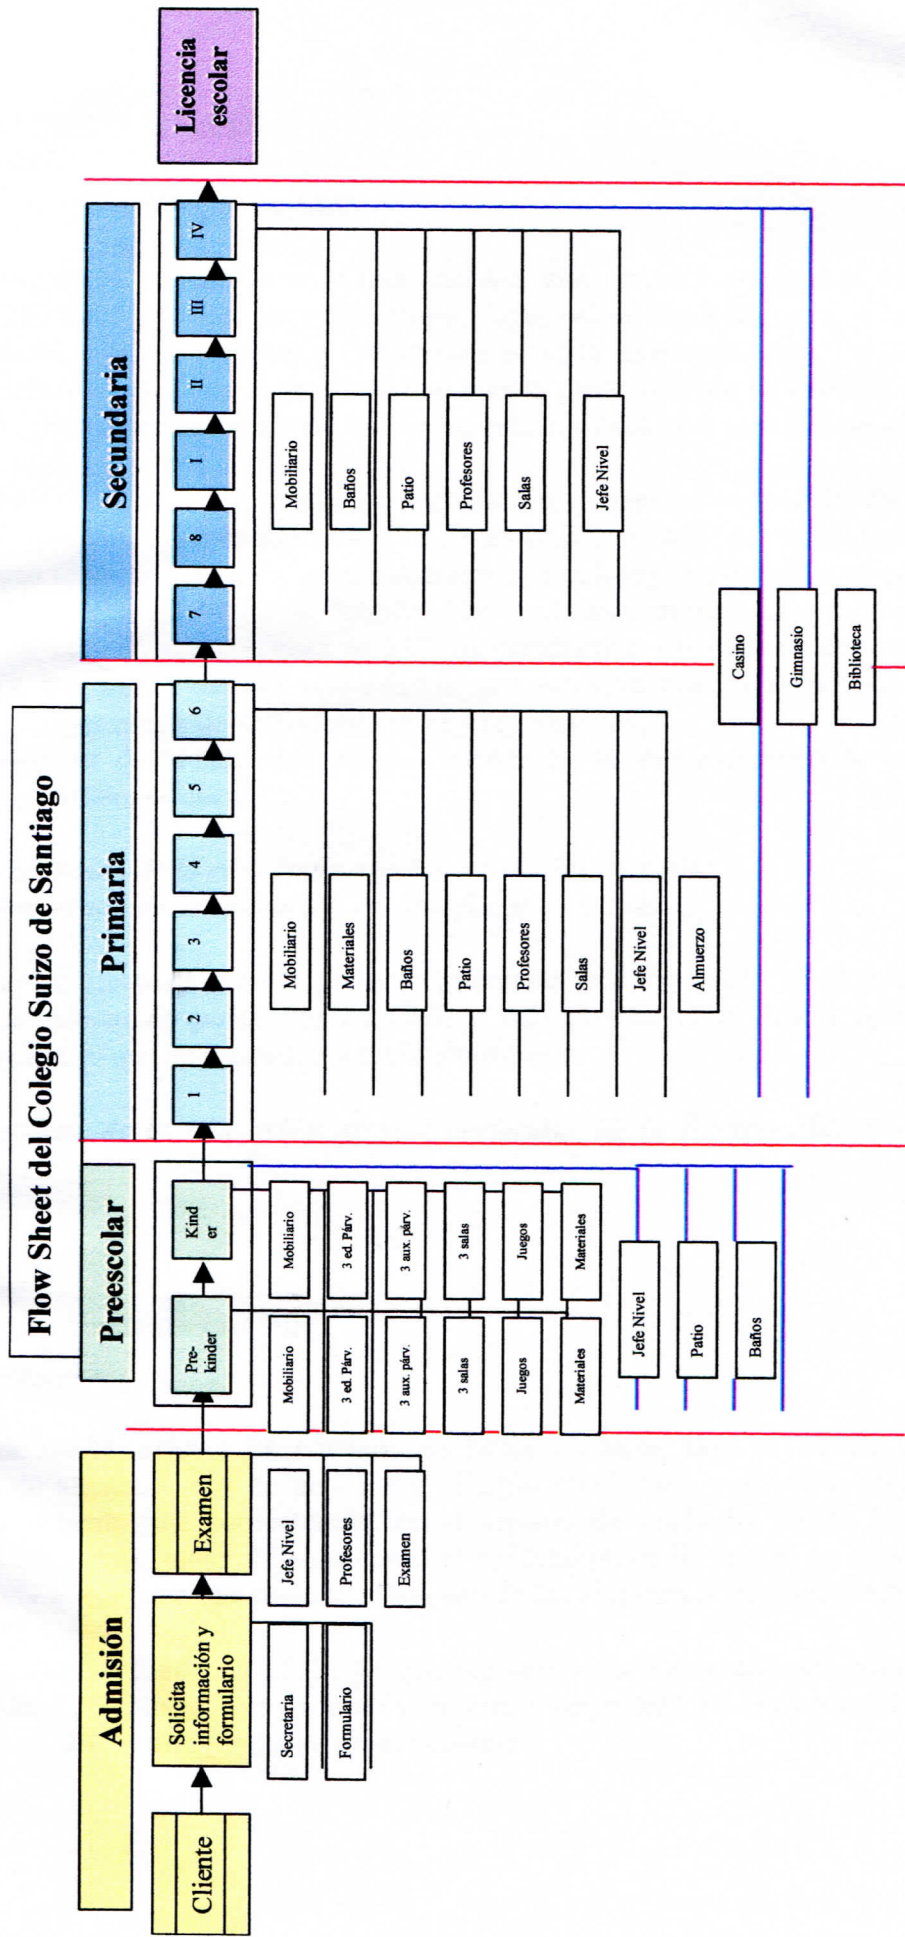 Flow Sheet del Colegio Suizo de Santiago
Admisión
Preescolar
Primaria
Secundaria
Cliente
Solicita
información y
formulario
Examen
Pre-
kinder
Kind
er
1
2
3
4
5
6
7
8
I
II
III
IV
Licencia
escolar
Secretaria
Formulario
Jefe Nivel
Profesores
Examen
Mobiliario
3 ed. Párv.
3 aux. párv.
3 salas
Juegos
Materiales
Mobiliario
3 ed. Párv.
3 aux. párv.
3 salas
Juegos
Materiales
Jefe Nivel
Patio
Baños
Mobiliario
Materiales
Baños
Patio
Profesores
Salas
Jefe Nivel
Almuerzo
Mobiliario
Baños
Patio
Profesores
Salas
Jefe Nivel
Casino
Gimnasio
Biblioteca